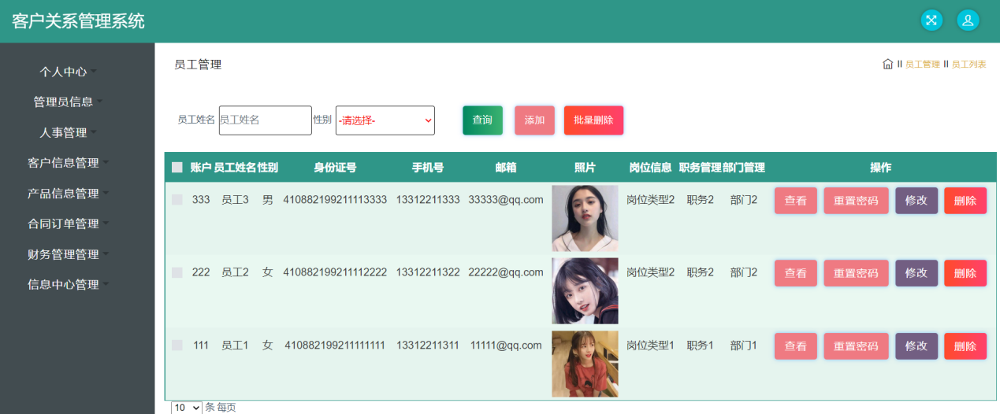 客户关系管理系统
个人中心
管理员信息
人事管理
客户信息管理
产品信息管理
合同订单管理
财务管理管理
信息中心管理
员工管理
员工管理 员工列表
员工姓名 员工姓名 性别 -请选择- 查询 添加 批量删除
账户 员工姓名 性别 身份证号 手机号 邮箱 照片 岗位信息 职务管理 部门管理 操作
333 员工3 男 410882199211113333 13312211333 33333@qq.com 岗位类型2 职务2 部门2 查看 重置密码 修改 删除
222 员工2 女 410882199211112222 13312211322 22222@qq.com 岗位类型2 职务2 部门2 查看 重置密码 修改 删除
111 员工1 女 410882199211111111 13312211311 11111@qq.com 岗位类型1 职务1 部门1 查看 重置密码 修改 删除
10 条 每页